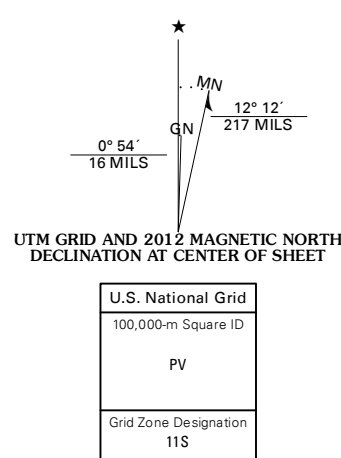 ★
MN
GN
12° 12´
217 MILS
0° 54´
16 MILS
UTM GRID AND 2012 MAGNETIC NORTH
DECLINATION AT CENTER OF SHEET
U.S. National Grid
100,000-m Square ID
PV
Grid Zone Designation
11S